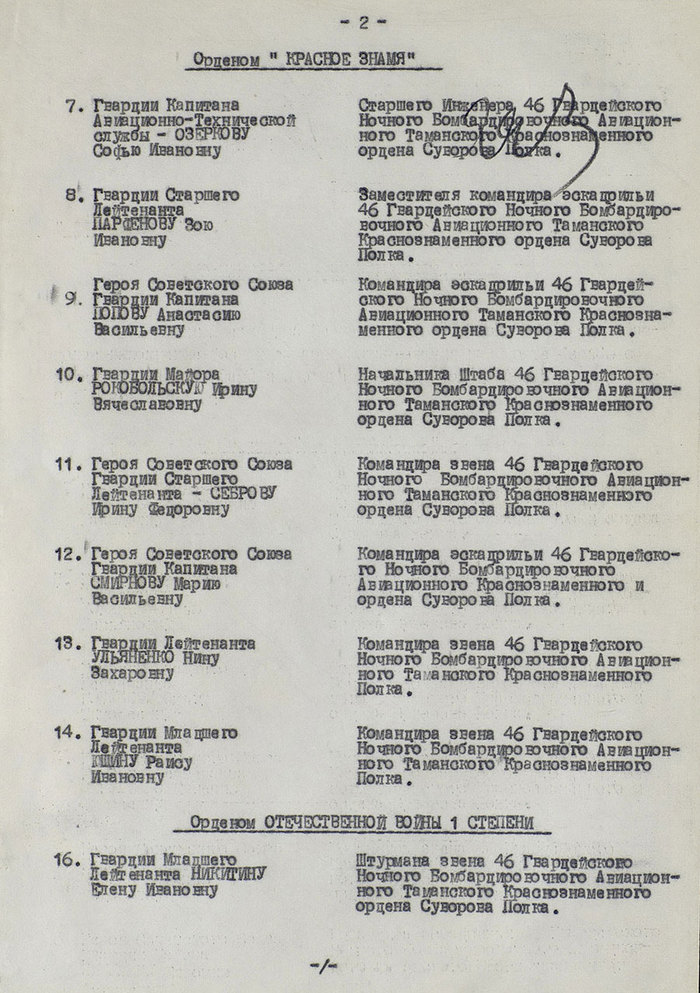 - 2 -
Орденом " КРАСНОЕ ЗНАМЯ"
7. Гвардии Капитана
Авиационно-Технической
службы - ОЗЕРКОВУ
Софью Ивановну
Старшего Инженера 46 Гвардейского
Ночного Бомбардировочного Авиацион-
ного Таманского Краснознаменного
ордена Суворова Полка.
8. Гвардии Старшего
Лейтенанта
ПАРФЕНОВУ Зою
Ивановну
Заместителя командира эскадрильи
46 Гвардейского Ночного Бомбардиро-
вочного Авиационного Таманского
Краснознаменного ордена Суворова
Полка.
Героя Советского Союза
9. Гвардии Капитана
ПОПОВУ Анастасию
Васильевну
Командира эскадрильи 46 Гвардей-
ского Ночного Бомбардировочного
Авиационного Таманского Краснозна-
менного ордена Суворова Полка.
10. Гвардии Майора
РОКОБОЛЬСКУЮ Ирину
Вячеславовну
Начальника Штаба 46 Гвардейского
Ночного Бомбардировочного Авиацион-
ного Таманского Краснознаменного
ордена Суворова Полка.
11. Героя Советского Союза
Гвардии Старшего
Лейтенанта - СЕБРОВУ
Ирину Федоровну
Командира звена 46 Гвардейского
Ночного Бомбардировочного Авиацион-
ного Таманского Краснознаменного
ордена Суворова Полка.
12. Героя Советского Союза
Гвардии Капитана
СМИРНОВУ Марию
Васильевну
Командира эскадрильи 46 Гвардейско-
го Ночного Бомбардировочного
Авиационного Краснознаменного и
ордена Суворова Полка.
13. Гвардии Лейтенанта
УЛЬЯНЕНКО Нину
Захаровну
Командира звена 46 Гвардейского
Ночного Бомбардировочного Авиацион-
ного Таманского Краснознаменного
Полка.
14. Гвардии Младшего
Лейтенанта
ЮШИНУ Раису
Ивановну
Командира звена 46 Гвардейского
Ночного Бомбардировочного Авиацион-
ного Таманского Краснознаменного
Полка.
Орденом ОТЕЧЕСТВЕННОЙ ВОЙНЫ 1 СТЕПЕНИ
16. Гвардии Младшего
Лейтенанта НИКИТИНУ
Елену Ивановну
Штурмана звена 46 Гвардейского
Ночного Бомбардировочного Авиацион-
ного Таманского Краснознаменного
ордена Суворова Полка.
-/-